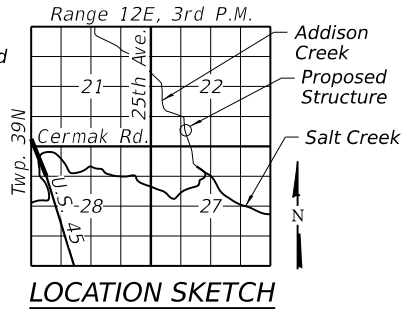 Range 12E, 3rd P.M.
Addison
Creek
Proposed
Structure
25th Ave.
21
22
Twp. 39N
Cermak Rd.
Salt Creek
U.S. 45
28
27
N
LOCATION SKETCH